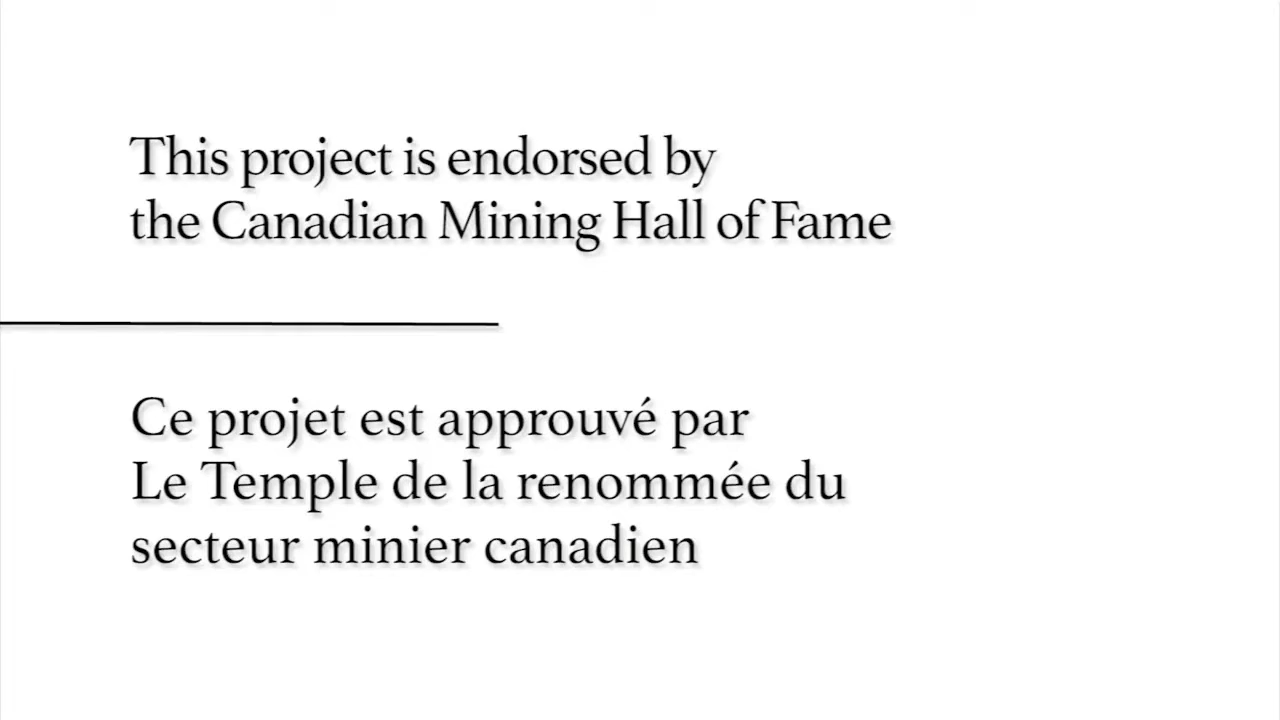 This project is endorsed by
the Canadian Mining Hall of Fame
Ce projet est approuvé par
Le Temple de la renommée du
secteur minier canadien